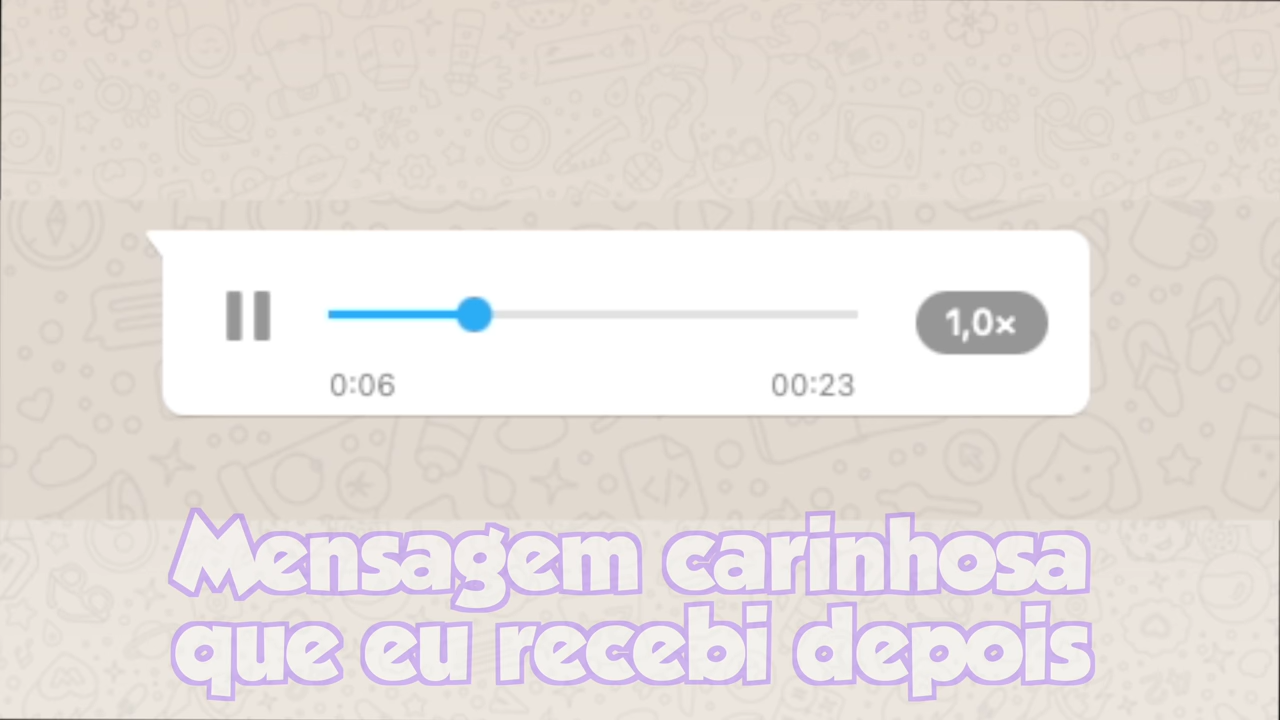 1,0×
0:06 00:23
Mensagem carinhosa
que eu recebi depois